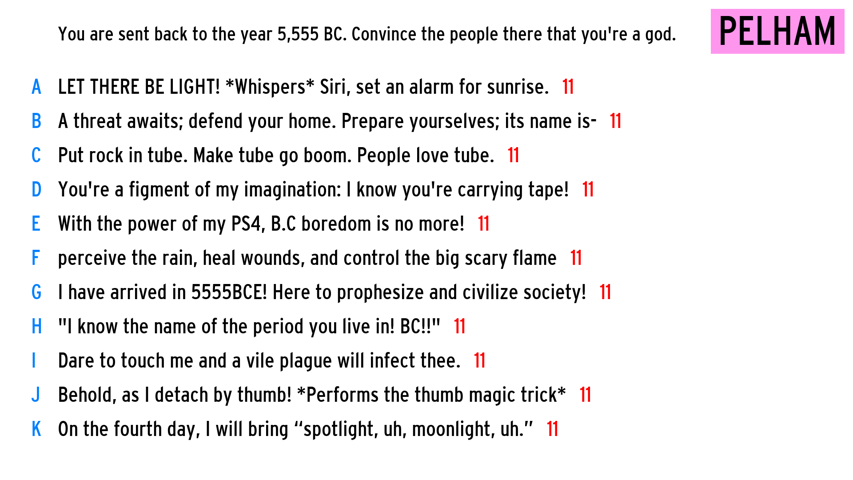 You are sent back to the year 5,555 BC. Convince the people there that you're a god.
PELHAM
A LET THERE BE LIGHT! *Whispers* Siri, set an alarm for sunrise. 11
B A threat awaits; defend your home. Prepare yourselves; its name is- 11
C Put rock in tube. Make tube go boom. People love tube. 11
D You're a figment of my imagination: I know you're carrying tape! 11
E With the power of my PS4, B.C boredom is no more! 11
F perceive the rain, heal wounds, and control the big scary flame 11
G I have arrived in 5555BCE! Here to prophesize and civilize society! 11
H "I know the name of the period you live in! BC!!" 11
I Dare to touch me and a vile plague will infect thee. 11
J Behold, as I detach by thumb! *Performs the thumb magic trick* 11
K On the fourth day, I will bring “spotlight, uh, moonlight, uh.” 11